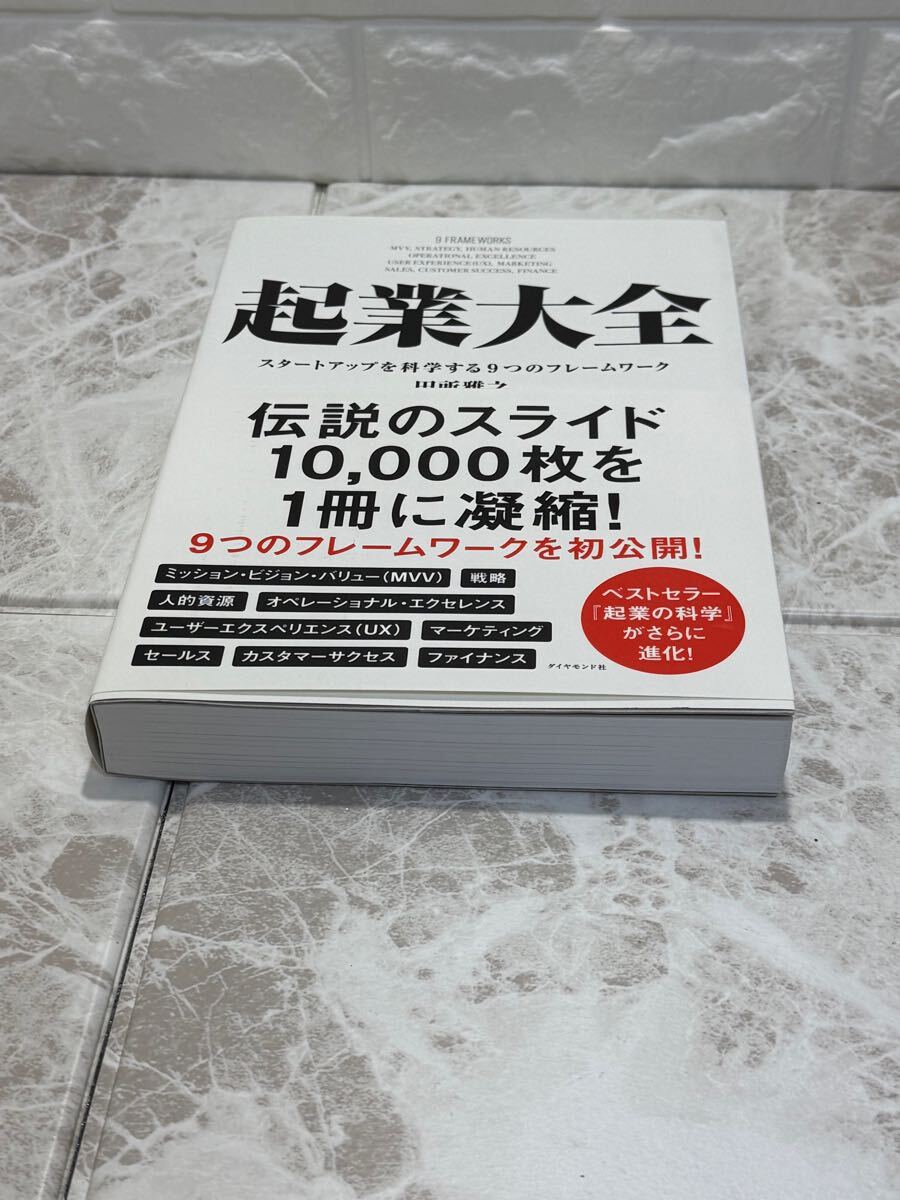 9 FRAMEWORKS
MVV, STRATEGY, HUMAN RESOURCES
OPERATIONAL EXCELLENCE
USER EXPERIENCE(UX), MARKETING
SALES, CUSTOMER SUCCESS, FINANCE
起業大全
スタートアップを科学する9つのフレームワーク
田所雅之
伝説のスライド
10,000枚を
1冊に凝縮!
9つのフレームワークを初公開!
ミッション・ビジョン・バリュー(MVV) 戦略
人的資源 オペレーショナル・エクセレンス
ユーザーエクスペリエンス(UX) マーケティング
セールス カスタマーサクセス ファイナンス
ベストセラー
『起業の科学』
がさらに
進化!
ダイヤモンド社